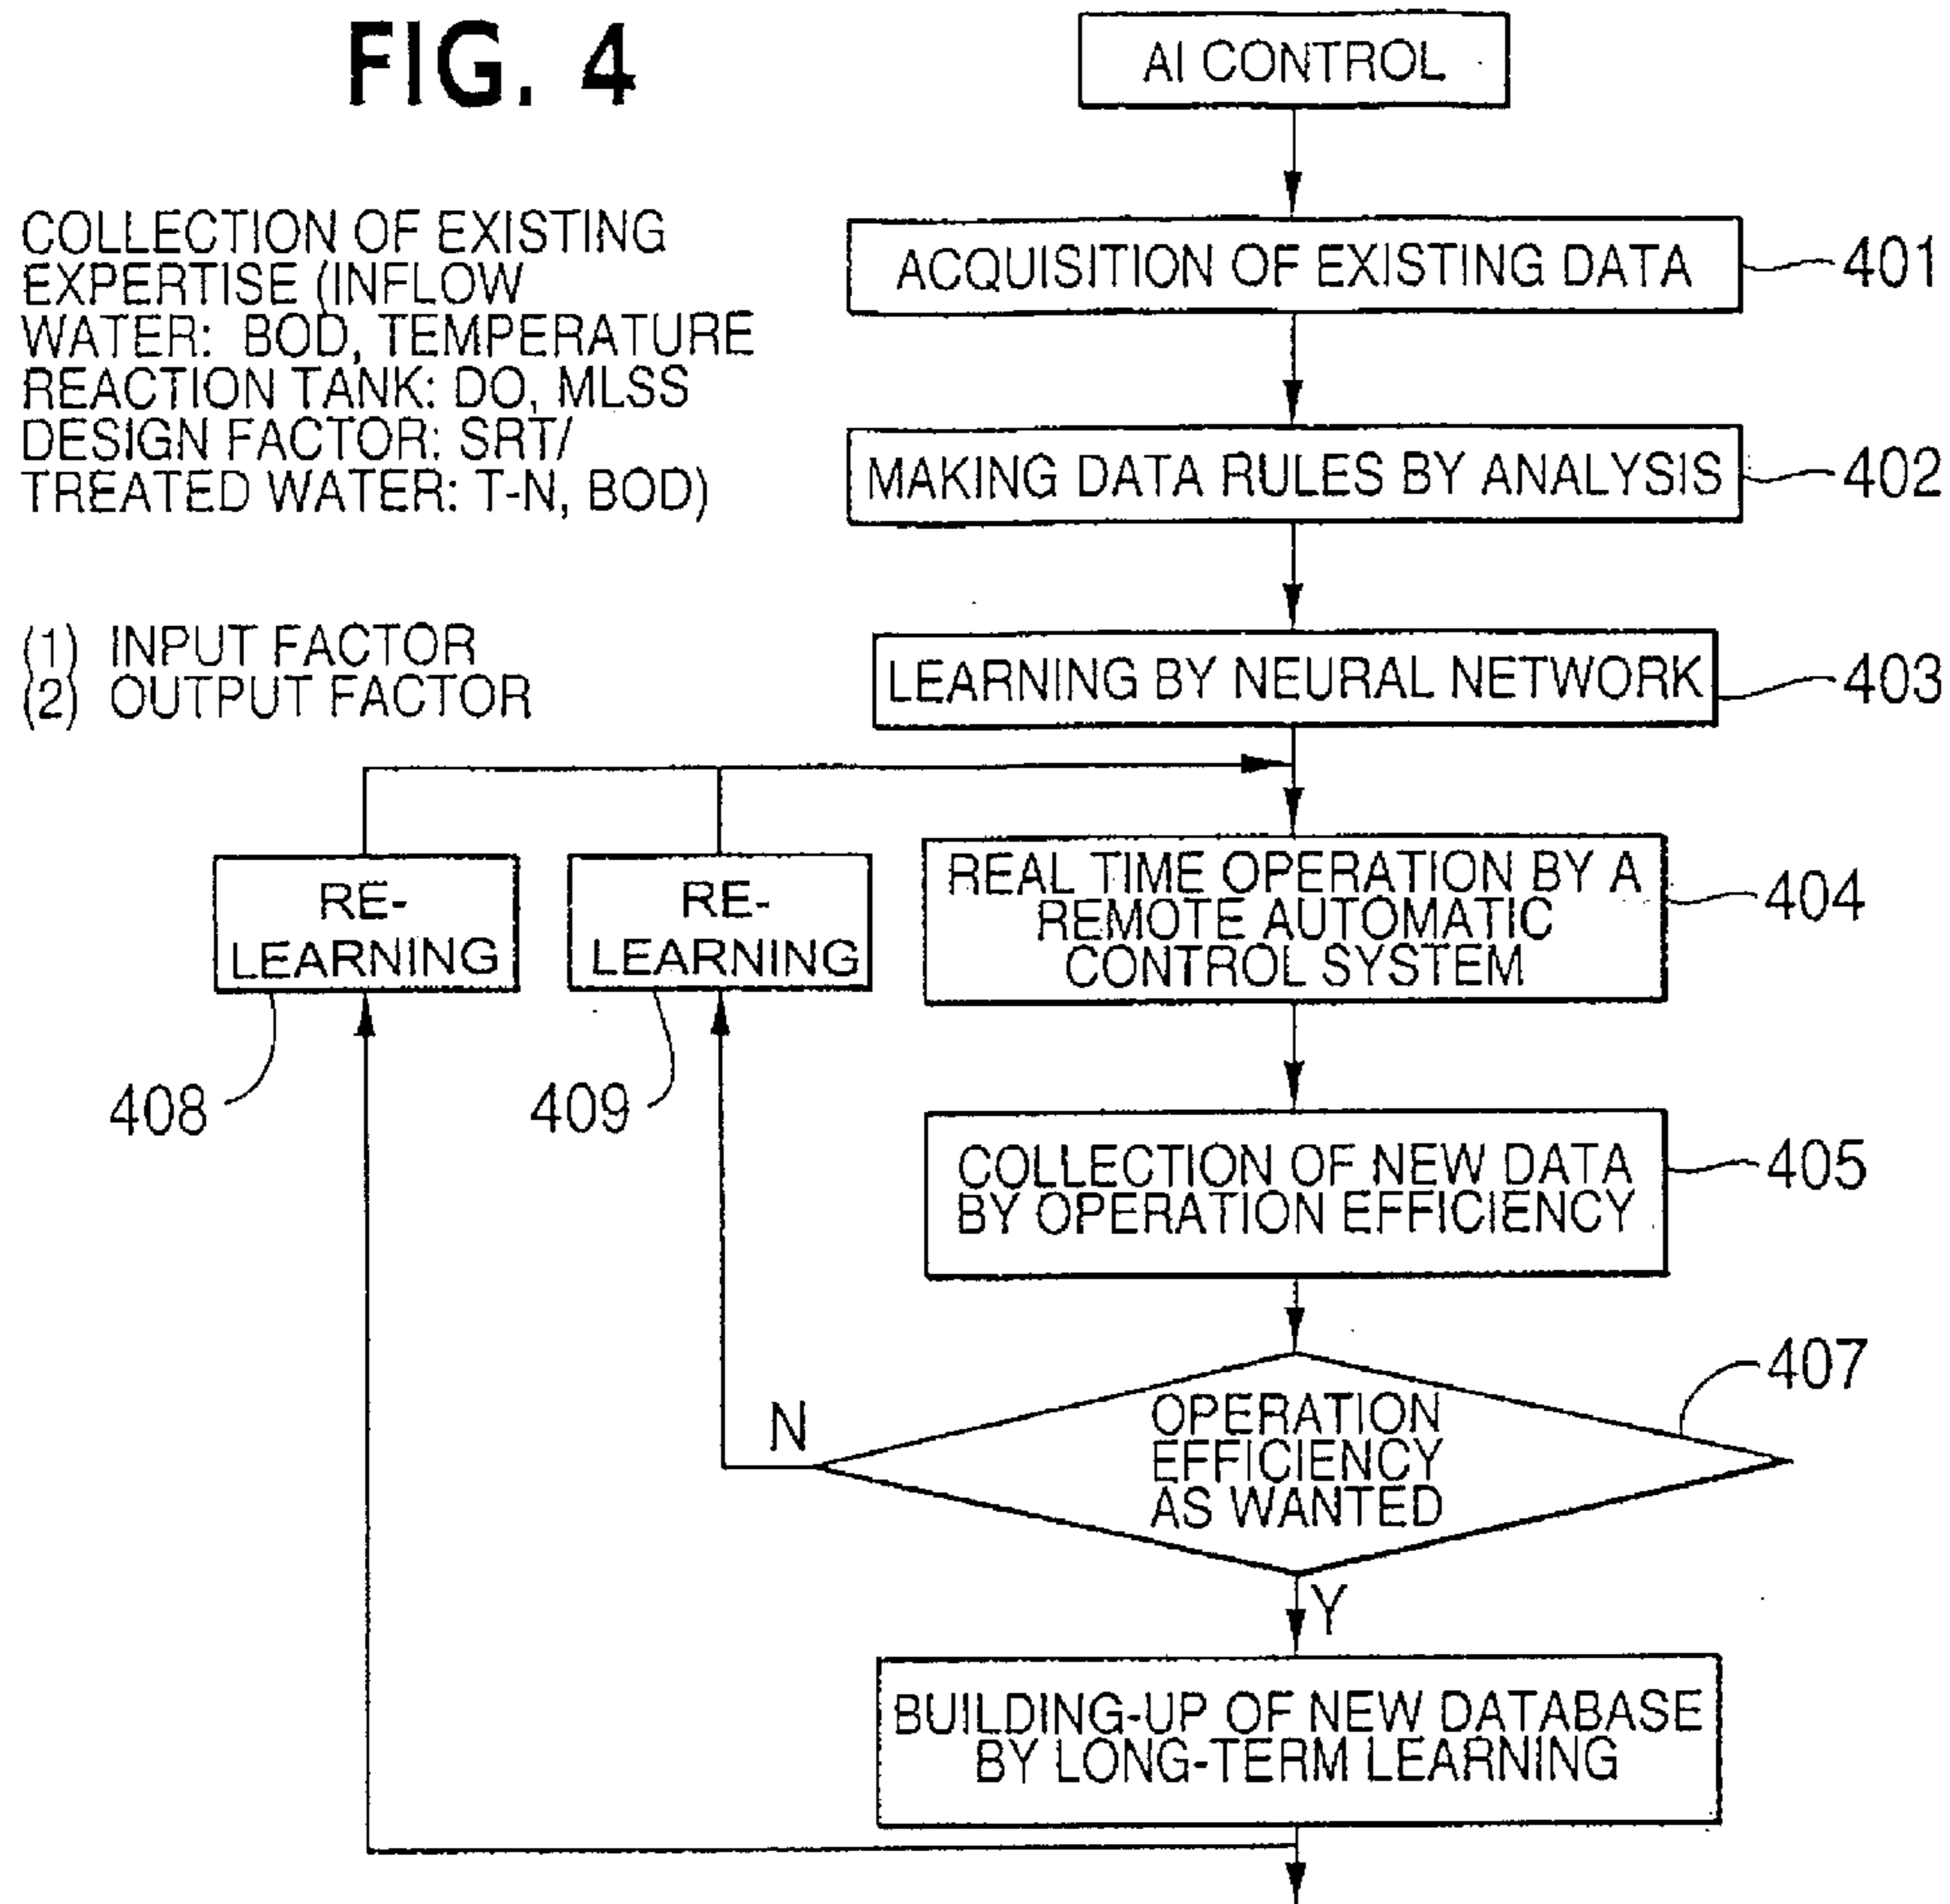 FIG. 4
AI CONTROL
COLLECTION OF EXISTING
EXPERTISE (INFLOW
WATER: BOD, TEMPERATURE
REACTION TANK: DO, MLSS
DESIGN FACTOR: SRT/
TREATED WATER: T-N, BOD)
ACQUISITION OF EXISTING DATA
401
MAKING DATA RULES BY ANALYSIS
402
(1) INPUT FACTOR
(2) OUTPUT FACTOR
LEARNING BY NEURAL NETWORK
403
RE-
LEARNING
408
RE-
LEARNING
409
REAL TIME OPERATION BY A
REMOTE AUTOMATIC
CONTROL SYSTEM
404
COLLECTION OF NEW DATA
BY OPERATION EFFICIENCY
405
OPERATION
EFFICIENCY
AS WANTED
407
N
Y
BUILDING-UP OF NEW DATABASE
BY LONG-TERM LEARNING